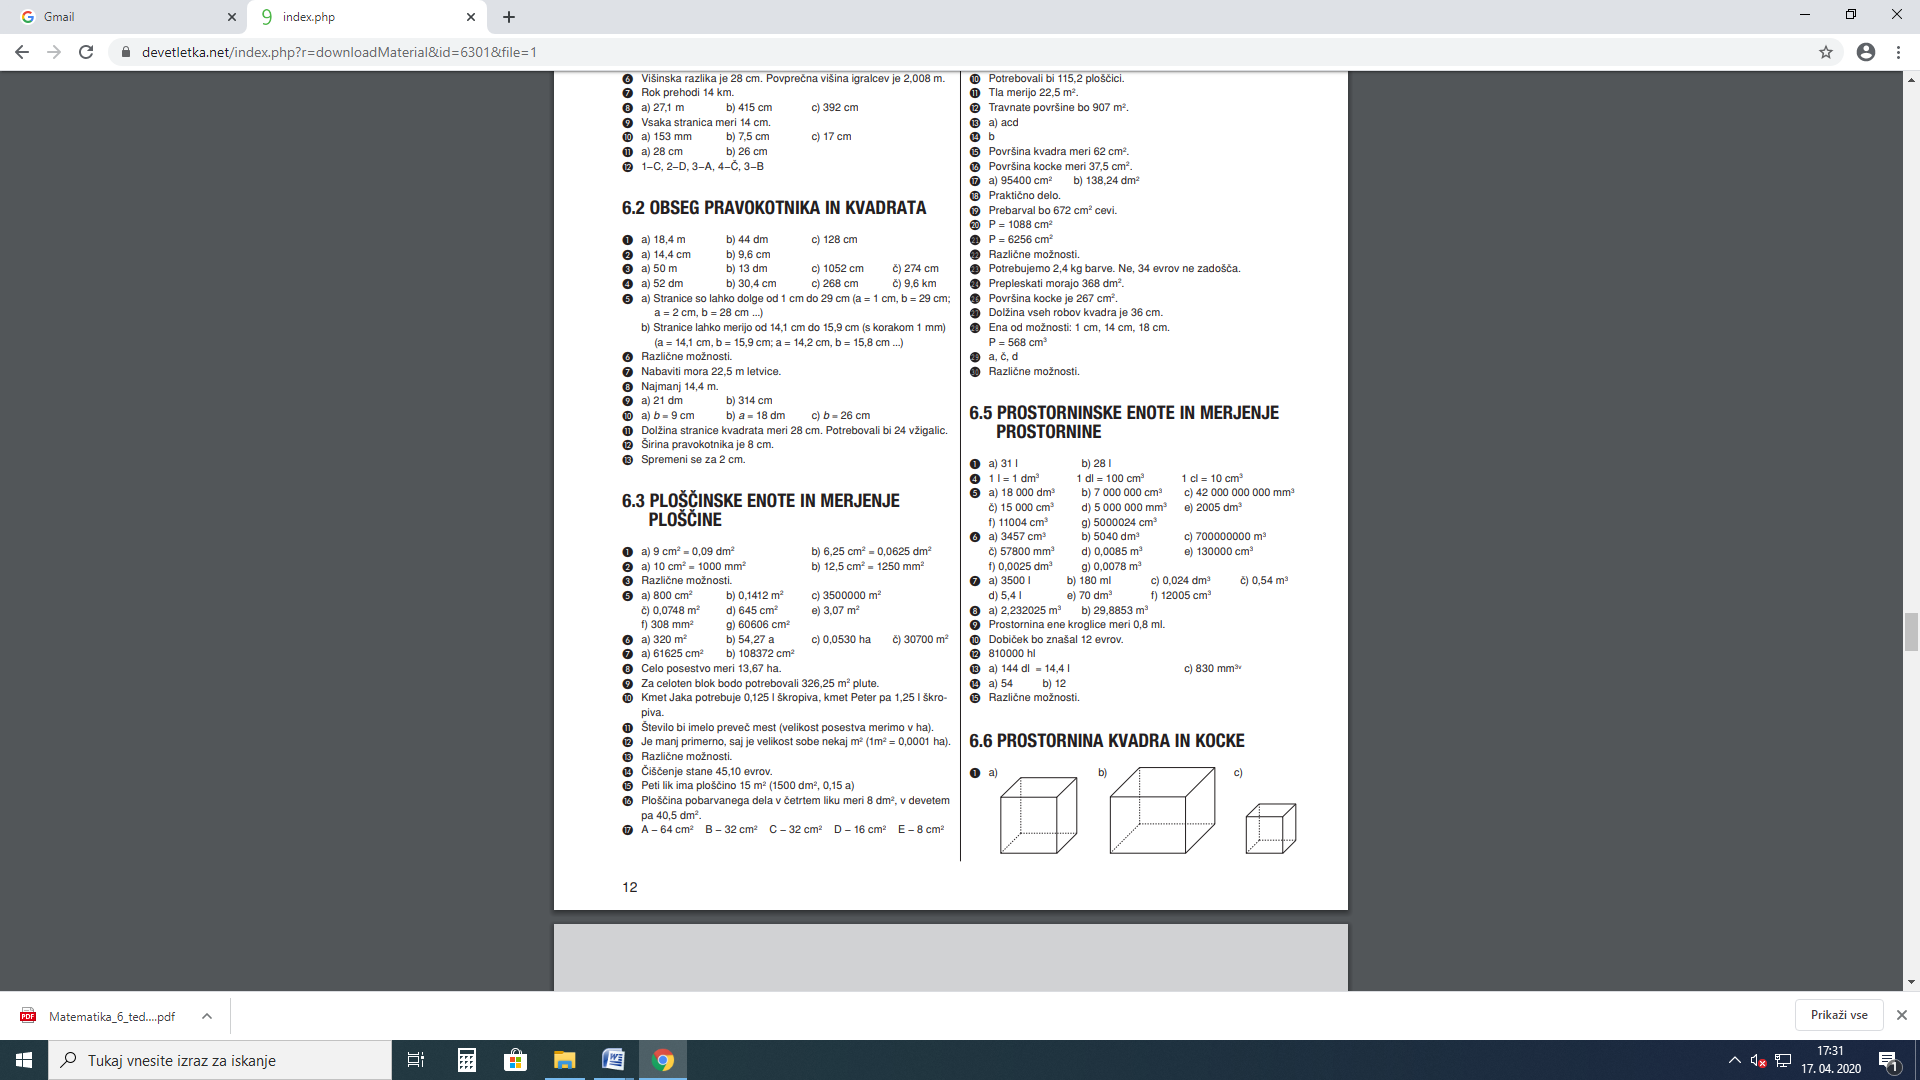 Gmail
index.php
devetletka.net/index.php?r=downloadMaterial&id=6301&file=1
6 Višinska razlika je 28 cm. Povprečna višina igralcev je 2,008 m.
7 Rok prehodi 14 km.
8 a) 27,1 m b) 415 cm c) 392 cm
9 Vsaka stranica meri 14 cm.
10 a) 153 mm b) 7,5 cm c) 17 cm
11 a) 28 cm b) 26 cm
12 1–C, 2–D, 3–A, 4–Č, 3–B
6.2 OBSEG PRAVOKOTNIKA IN KVADRATA
1 a) 18,4 m b) 44 dm c) 128 cm
2 a) 14,4 cm b) 9,6 cm
3 a) 50 m b) 13 dm c) 1052 cm č) 274 cm
4 a) 52 dm b) 30,4 cm c) 268 cm č) 9,6 km
5 a) Stranice so lahko dolge od 1 cm do 29 cm (a = 1 cm, b = 29 cm;
a = 2 cm, b = 28 cm ...)
b) Stranice lahko merijo od 14,1 cm do 15,9 cm (s korakom 1 mm)
(a = 14,1 cm, b = 15,9 cm; a = 14,2 cm, b = 15,8 cm ...)
6 Različne možnosti.
7 Nabaviti mora 22,5 m letvice.
8 Najmanj 14,4 m.
9 a) 21 dm b) 314 cm
10 a) b = 9 cm b) a = 18 dm c) b = 26 cm
11 Dolžina stranice kvadrata meri 28 cm. Potrebovali bi 24 vžigalic.
12 Širina pravokotnika je 8 cm.
13 Spremeni se za 2 cm.
6.3 PLOŠČINSKE ENOTE IN MERJENJE
PLOŠČINE
1 a) 9 cm² = 0,09 dm² b) 6,25 cm² = 0,0625 dm²
2 a) 10 cm² = 1000 mm² b) 12,5 cm² = 1250 mm²
3 Različne možnosti.
5 a) 800 cm² b) 0,1412 m² c) 3500000 m²
č) 0,0748 m² d) 645 cm² e) 3,07 m²
f) 308 mm² g) 60606 cm²
6 a) 320 m² b) 54,27 a c) 0,0530 ha č) 30700 m²
7 a) 61625 cm² b) 108372 cm²
8 Celo posestvo meri 13,67 ha.
9 Za celoten blok bodo potrebovali 326,25 m² plute.
10 Kmet Jaka potrebuje 0,125 l škropiva, kmet Peter pa 1,25 l škro-
piva.
11 Število bi imelo preveč mest (velikost posestva merimo v ha).
12 Je manj primerno, saj je velikost sobe nekaj m² (1m² = 0,0001 ha).
13 Različne možnosti.
14 Čiščenje stane 45,10 evrov.
15 Peti lik ima ploščino 15 m² (1500 dm², 0,15 a)
16 Ploščina pobarvanega dela v četrtem liku meri 8 dm², v devetem
pa 40,5 dm².
17 A – 64 cm² B – 32 cm² C – 32 cm² D – 16 cm² E – 8 cm²
12
10 Potrebovali bi 115,2 ploščici.
11 Tla merijo 22,5 m².
12 Travnate površine bo 907 m².
13 a) acd
14 b
15 Površina kvadra meri 62 cm².
16 Površina kocke meri 37,5 cm².
17 a) 95400 cm² b) 138,24 dm²
18 Praktično delo.
19 Prebarval bo 672 cm² cevi.
20 P = 1088 cm²
21 P = 6256 cm²
22 Različne možnosti.
23 Potrebujemo 2,4 kg barve. Ne, 34 evrov ne zadošča.
24 Prepleskati morajo 368 dm².
26 Površina kocke je 267 cm².
27 Dolžina vseh robov kvadra je 36 cm.
28 Ena od možnosti: 1 cm, 14 cm, 18 cm.
P = 568 cm³
29 a, č, d
30 Različne možnosti.
6.5 PROSTORNINSKE ENOTE IN MERJENJE
PROSTORNINE
1 a) 31 l b) 28 l
4 1 l = 1 dm³ 1 dl = 100 cm³ 1 cl = 10 cm³
5 a) 18 000 dm³ b) 7 000 000 cm³ c) 42 000 000 000 mm³
č) 15 000 cm³ d) 5 000 000 mm³ e) 2005 dm³
f) 11004 cm³ g) 5000024 cm³
6 a) 3457 cm³ b) 5040 dm³ c) 700000000 m³
č) 57800 mm³ d) 0,0085 m³ e) 130000 cm³
f) 0,0025 dm³ g) 0,0078 m³
7 a) 3500 l b) 180 ml c) 0,024 dm³ č) 0,54 m³
d) 5,4 l e) 70 dm³ f) 12005 cm³
8 a) 2,232025 m³ b) 29,8853 m³
9 Prostornina ene kroglice meri 0,8 ml.
10 Dobiček bo znašal 12 evrov.
12 810000 hl
13 a) 144 dl = 14,4 l c) 830 mm³ᵛ
14 a) 54 b) 12
15 Različne možnosti.
6.6 PROSTORNINA KVADRA IN KOCKE
1 a) b) c)
Matematika_6_ted....pdf
Prikaži vse
Tukaj vnesite izraz za iskanje
17:31
17. 04. 2020
1